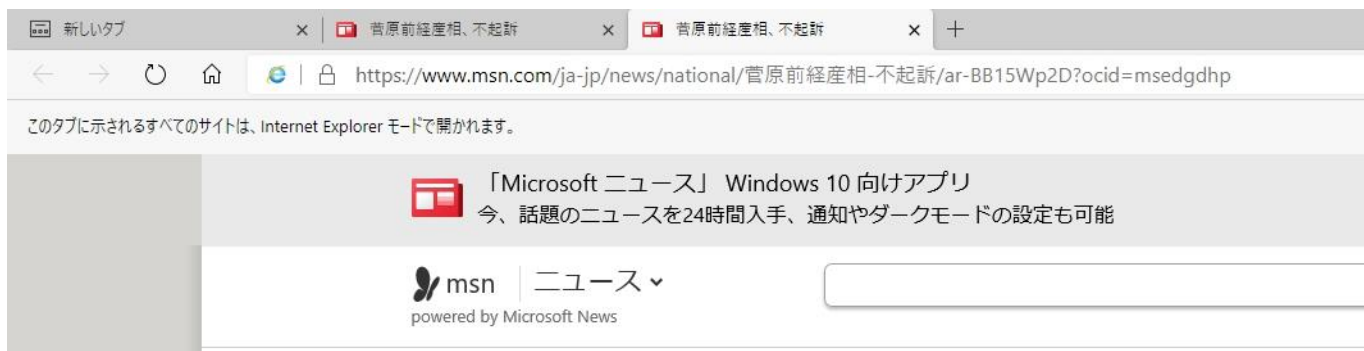 新しいタブ
菅原前経産相、不起訴
菅原前経産相、不起訴
https://www.msn.com/ja-jp/news/national/菅原前経産相-不起訴/ar-BB15Wp2D?ocid=msedgdhp
このタブに示されるすべてのサイトは、Internet Explorer モードで開かれます。
「Microsoft ニュース」 Windows 10 向けアプリ
今、話題のニュースを24時間入手、通知やダークモードの設定も可能
msn ニュース
powered by Microsoft News